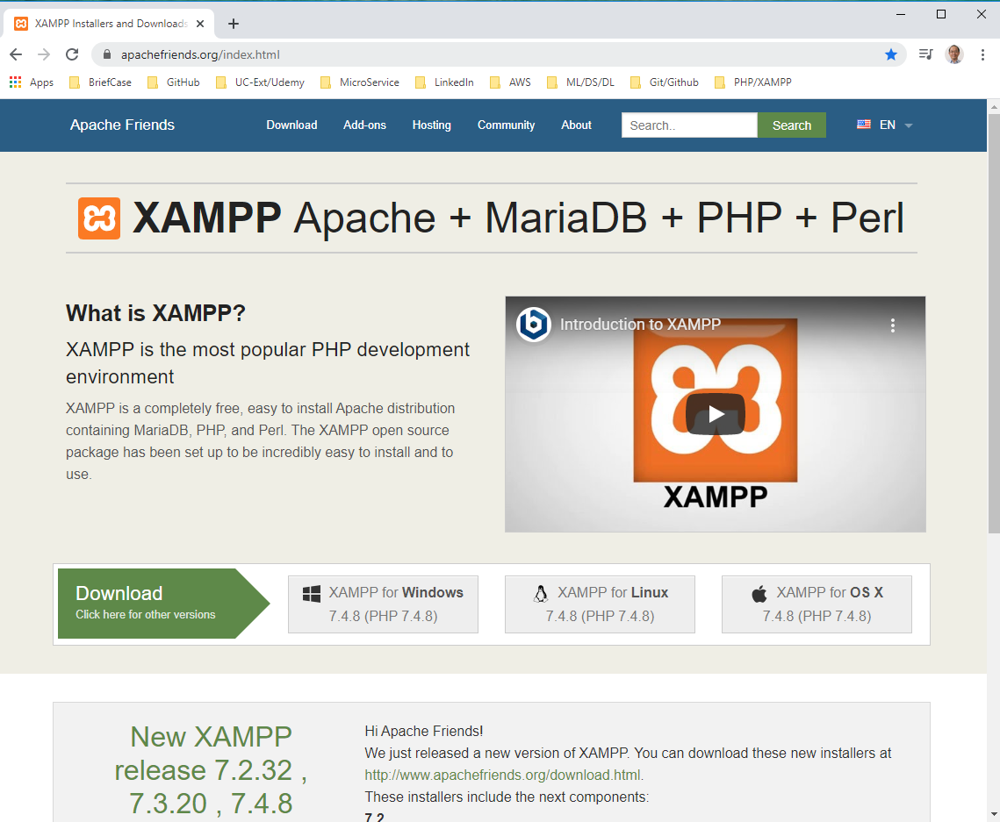 XAMPP Installers and Downloads
apachefriends.org/index.html
Apps BriefCase GitHub UC-Ext/Udemy MicroService LinkedIn AWS ML/DS/DL Git/Github PHP/XAMPP
Apache Friends Download Add-ons Hosting Community About Search.. Search EN
XAMPP Apache + MariaDB + PHP + Perl
What is XAMPP?
XAMPP is the most popular PHP development
environment
XAMPP is a completely free, easy to install Apache distribution
containing MariaDB, PHP, and Perl. The XAMPP open source
package has been set up to be incredibly easy to install and to
use.
Introduction to XAMPP
XAMPP
Download
Click here for other versions
XAMPP for Windows
7.4.8 (PHP 7.4.8)
XAMPP for Linux
7.4.8 (PHP 7.4.8)
XAMPP for OS X
7.4.8 (PHP 7.4.8)
New XAMPP
release 7.2.32 ,
7.3.20 , 7.4.8
Hi Apache Friends!
We just released a new version of XAMPP. You can download these new installers at
http://www.apachefriends.org/download.html.
These installers include the next components:
7.2